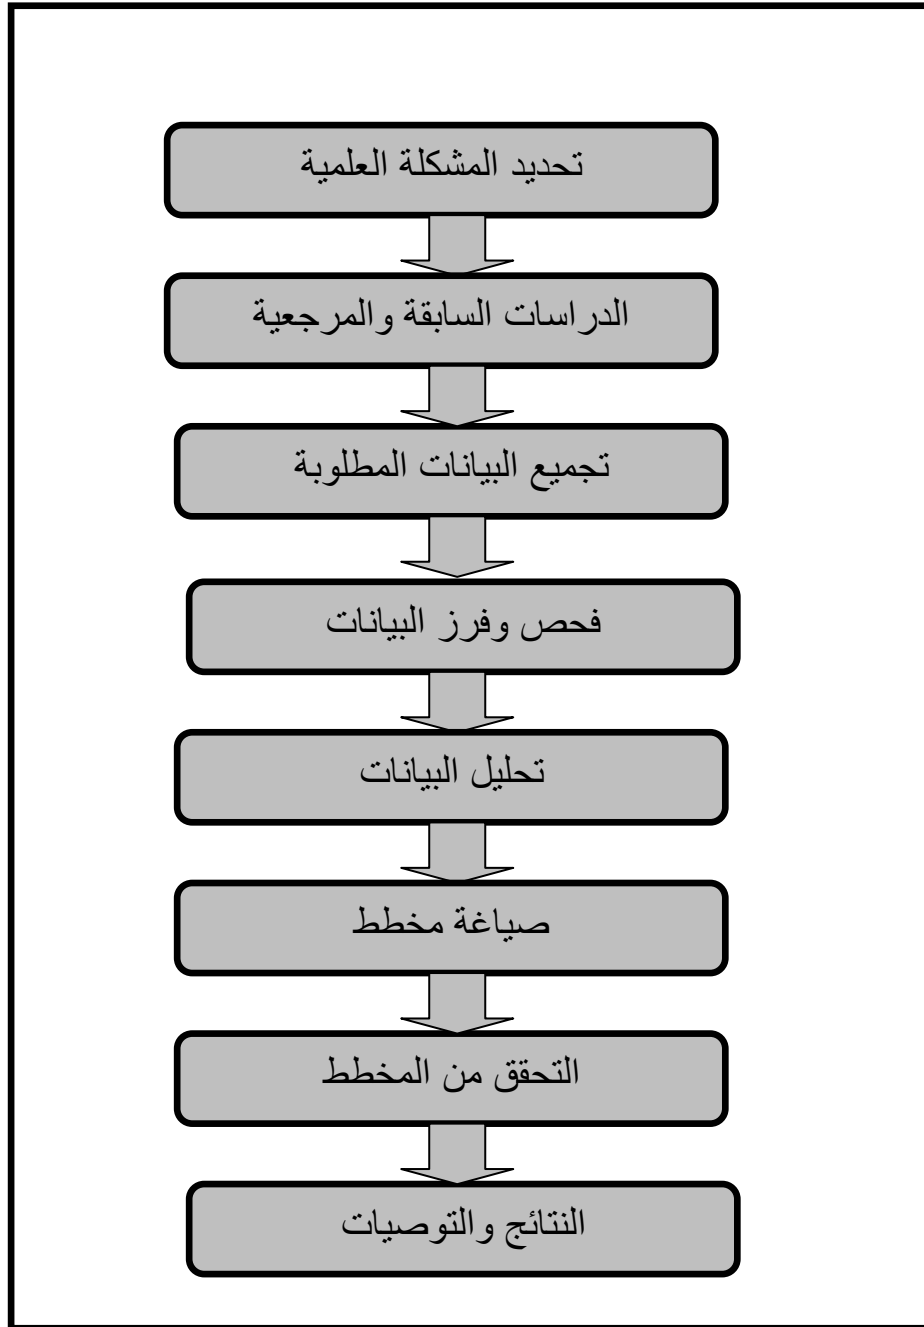 تحديد المشكلة العلمية
الدراسات السابقة والمرجعية
تجميع البيانات المطلوبة
فحص وفرز البيانات
تحليل البيانات
صياغة مخطط
التحقق من المخطط
النتائج والتوصيات